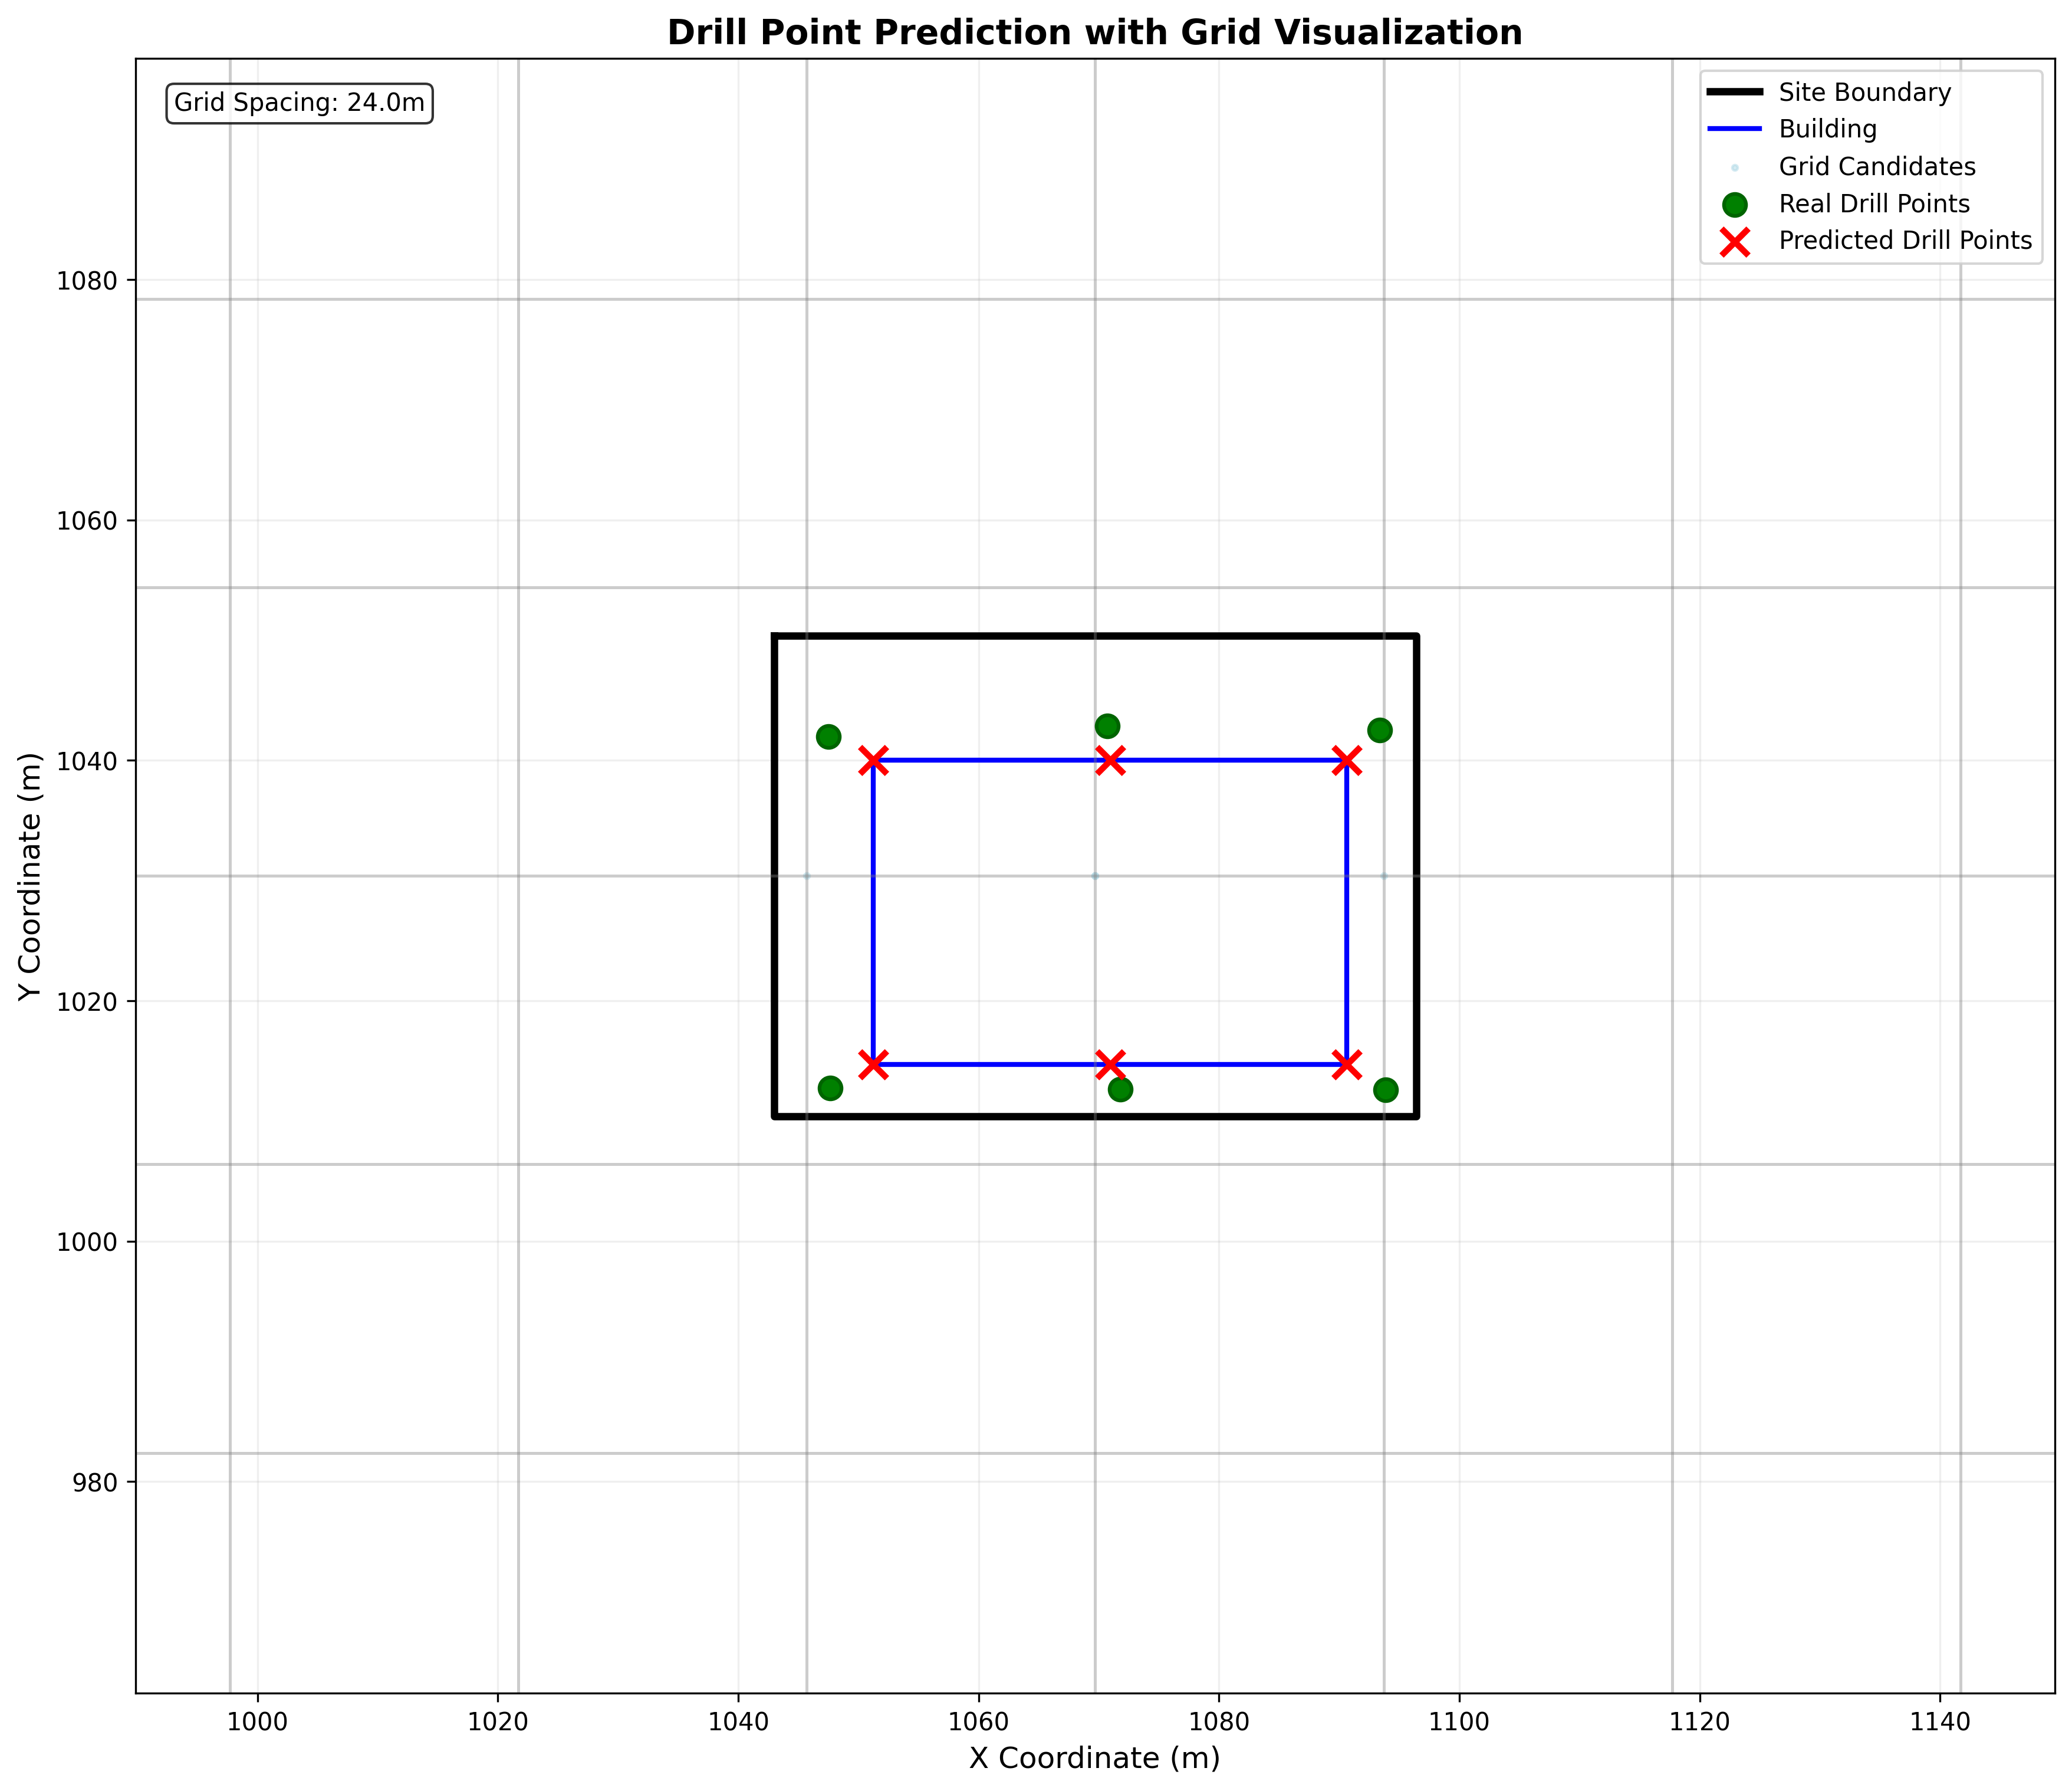 Drill Point Prediction with Grid Visualization
Grid Spacing: 24.0m
Site Boundary
Building
Grid Candidates
Real Drill Points
Predicted Drill Points
1080
1060
1040
1020
1000
980
Y Coordinate (m)
1000 1020 1040 1060 1080 1100 1120 1140
X Coordinate (m)